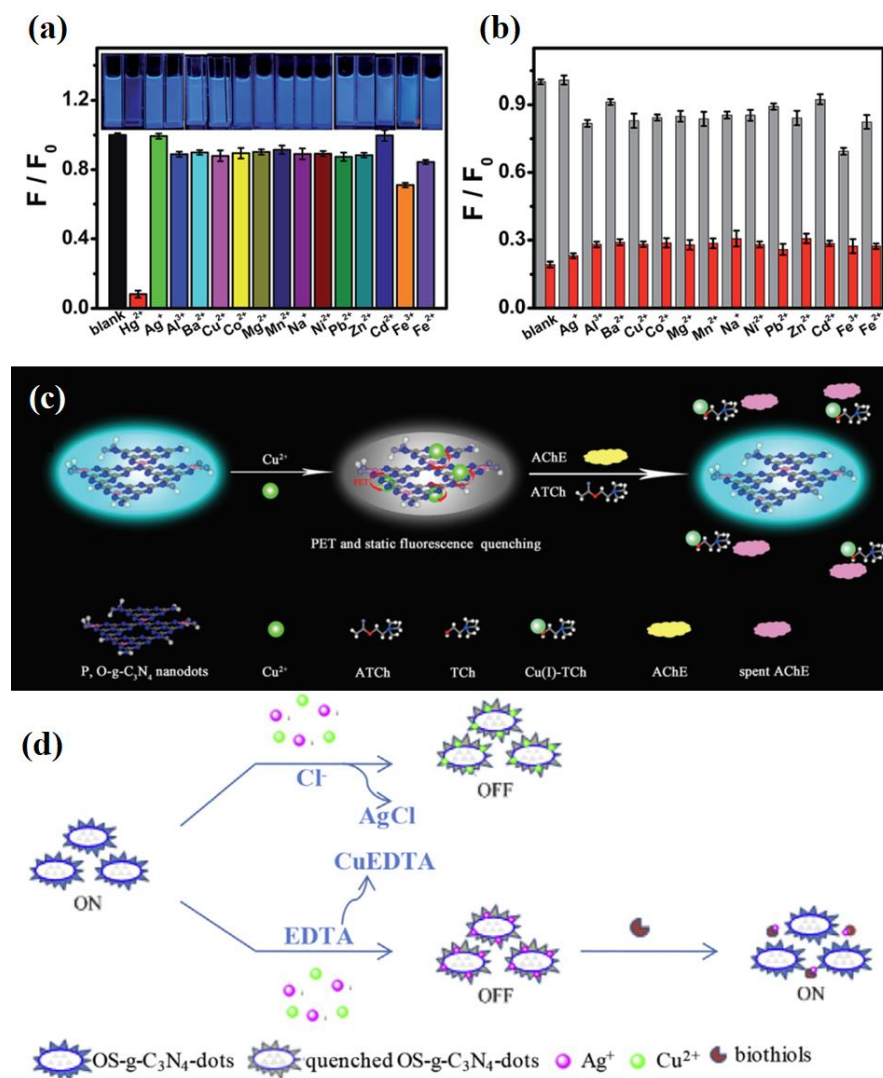 (a)
F / F₀
1.2
0.8
0.4
0.0
blank Hg²⁺ Ag⁺ Al³⁺ Ba²⁺ Cu²⁺ Co²⁺ Mg²⁺ Mn²⁺ Na⁺ Ni²⁺ Pb²⁺ Zn²⁺ Cd²⁺ Fe³⁺ Fe²⁺
(b)
F / F₀
0.9
0.6
0.3
0.0
blank Ag⁺ Al³⁺ Ba²⁺ Cu²⁺ Co²⁺ Mg²⁺ Mn²⁺ Na⁺ Ni²⁺ Pb²⁺ Zn²⁺ Cd²⁺ Fe³⁺ Fe²⁺
(c)
Cu²⁺
PET
AChE
ATCh
PET and static fluorescence quenching
P, O-g-C₃N₄ nanodots Cu²⁺ ATCh TCh Cu(I)-TCh AChE spent AChE
(d)
Cl⁻
AgCl
OFF
ON
CuEDTA
EDTA
OFF
ON
OS-g-C₃N₄-dots quenched OS-g-C₃N₄-dots Ag⁺ Cu²⁺ biothiols